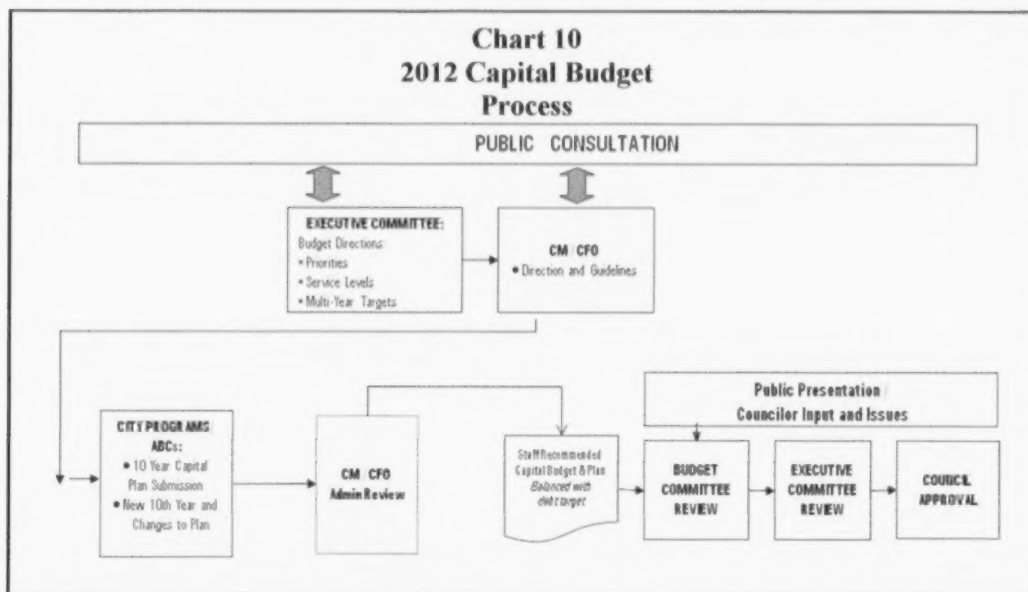 Chart 10
2012 Capital Budget
Process
PUBLIC CONSULTATION
EXECUTIVE COMMITTEE:
Budget Directions
• Priorities
• Service Levels
• Multi-Year Targets
CM CFO
• Direction and Guidelines
CITY PROGRAMS
ABCs:
• 10 Year Capital
Plan Submission
• New 10th Year and
Changes to Plan
CM CFO
Admin Review
Staff Recommended
Capital Budget & Plan
Balanced with
debt target
Public Presentation
Councilor Input and Issues
BUDGET
COMMITTEE
REVIEW
EXECUTIVE
COMMITTEE
REVIEW
COUNCIL
APPROVAL